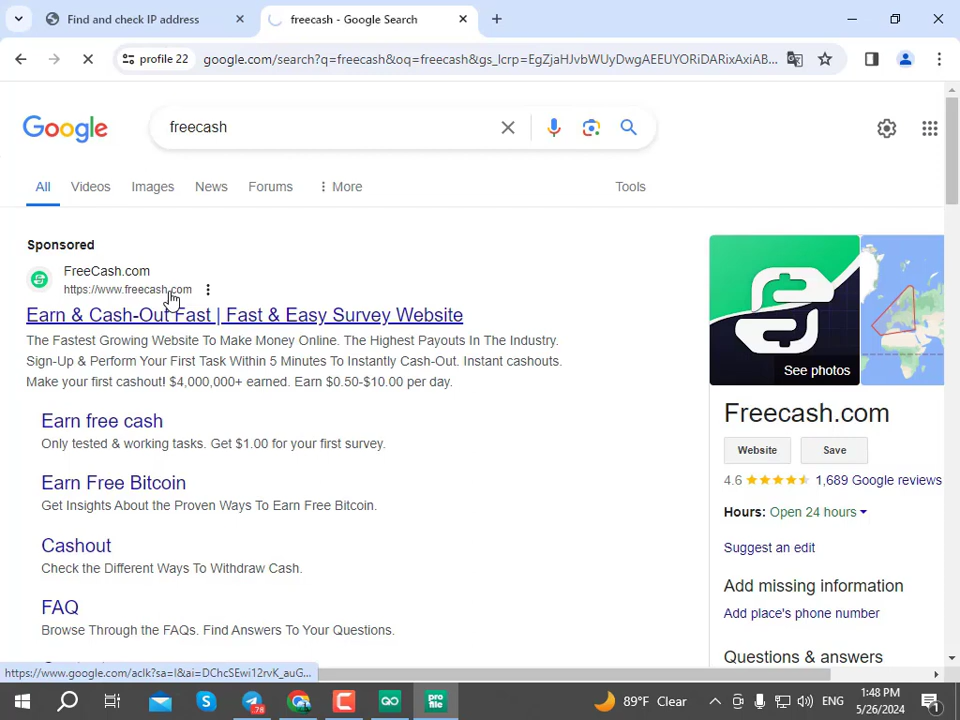 Find and check IP address
freecash - Google Search
profile 22
google.com/search?q=freecash&oq=freecash&gs_lcrp=EgZjaHJvbWUyDwgAEEUYORiDARixAxiAB...
Google
freecash
All
Videos
Images
News
Forums
More
Tools
Sponsored
FreeCash.com
https://www.freecash.com
Earn & Cash-Out Fast | Fast & Easy Survey Website
The Fastest Growing Website To Make Money Online. The Highest Payouts In The Industry.
Sign-Up & Perform Your First Task Within 5 Minutes To Instantly Cash-Out. Instant cashouts.
Make your first cashout! $4,000,000+ earned. Earn $0.50-$10.00 per day.
Earn free cash
Only tested & working tasks. Get $1.00 for your first survey.
Earn Free Bitcoin
Get Insights About the Proven Ways To Earn Free Bitcoin.
Cashout
Check the Different Ways To Withdraw Cash.
FAQ
Browse Through the FAQs. Find Answers To Your Questions.
See photos
Freecash.com
Website
Save
4.6
1,689 Google reviews
Hours: Open 24 hours
Suggest an edit
Add missing information
Add place's phone number
Questions & answers
https://www.google.com/aclk?sa=l&ai=DChcSEwi12rvK_auG...
78
pro
file
89°F Clear
ENG
1:48 PM
5/26/2024
1